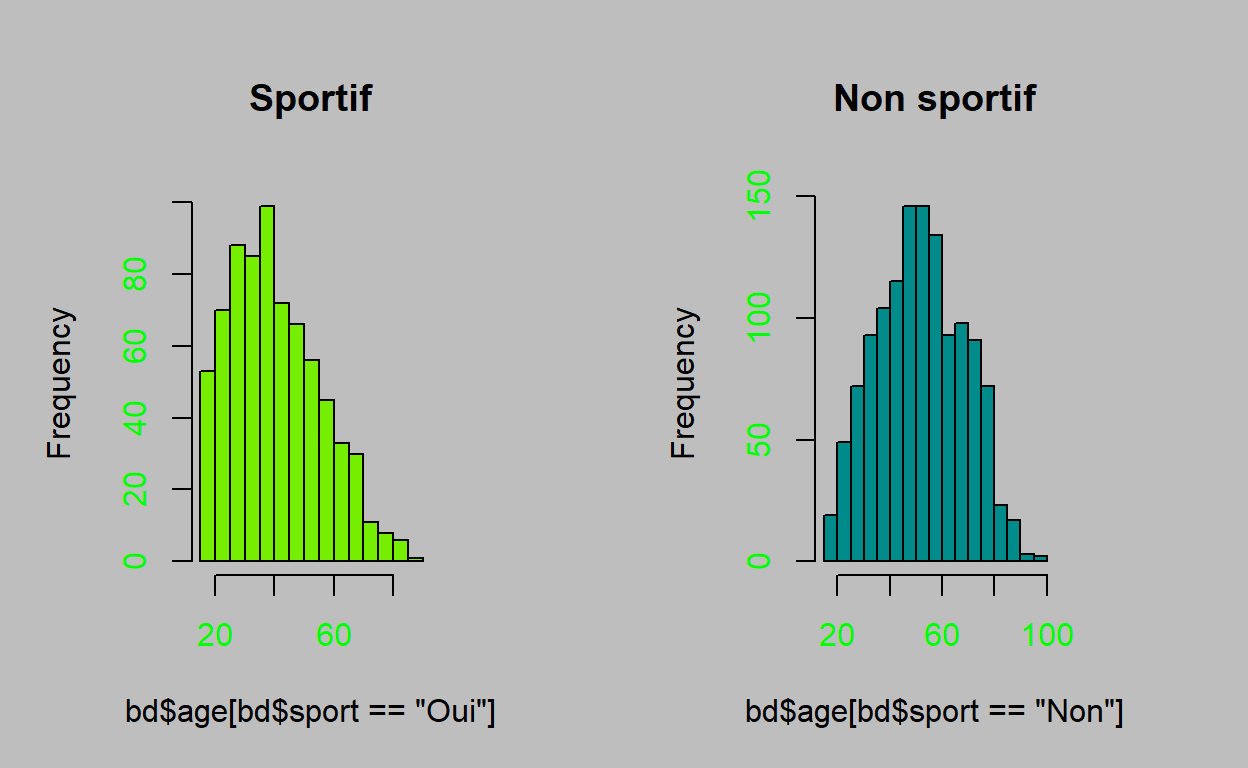 Sportif
Frequency
0 20 40 60 80
20 60
bd$age[bd$sport == "Oui"]
Non sportif
Frequency
0 50 100 150
20 60 100
bd$age[bd$sport == "Non"]